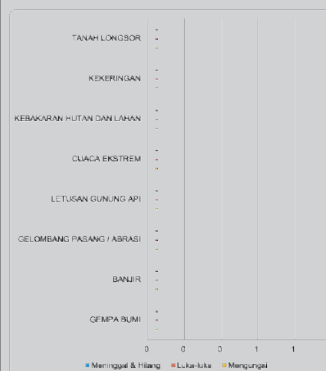 TANAH LONGSOR
-
-
-
KEKERINGAN
-
-
-
KEBAKARAN HUTAN DAN LAHAN
-
-
-
CUACA EKSTREM
-
-
-
LETUSAN GUNUNG API
-
-
-
GELOMBANG PASANG / ABRASI
-
-
-
BANJIR
-
-
-
GEMPA BUMI
-
-
-
0 0 0 1 1
Meninggal & Hilang Luka-luka Mengungsi